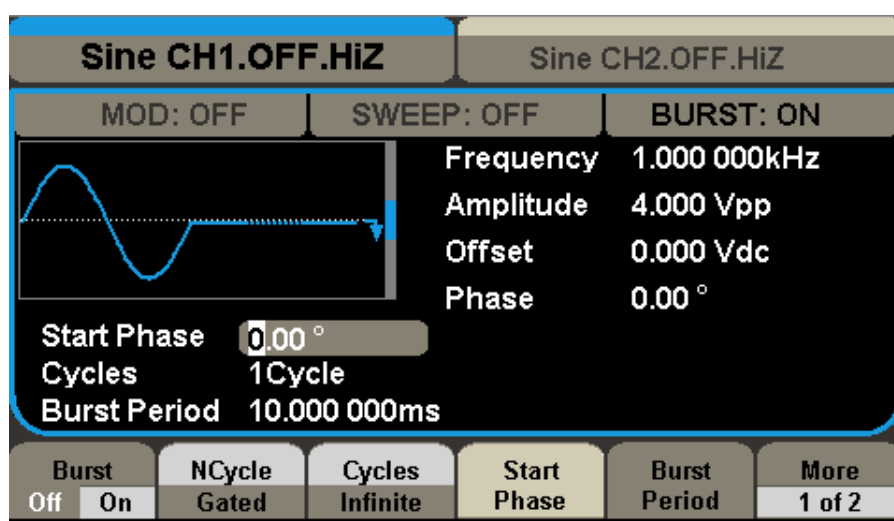 Sine CH1.OFF.HiZ Sine CH2.OFF.HiZ
MOD: OFF SWEEP: OFF BURST: ON
Frequency 1.000 000kHz
Amplitude 4.000 Vpp
Offset 0.000 Vdc
Phase 0.00 °
Start Phase 0.00 °
Cycles 1Cycle
Burst Period 10.000 000ms
Burst NCycle Cycles Start Burst More
Off On Gated Infinite Phase Period 1 of 2